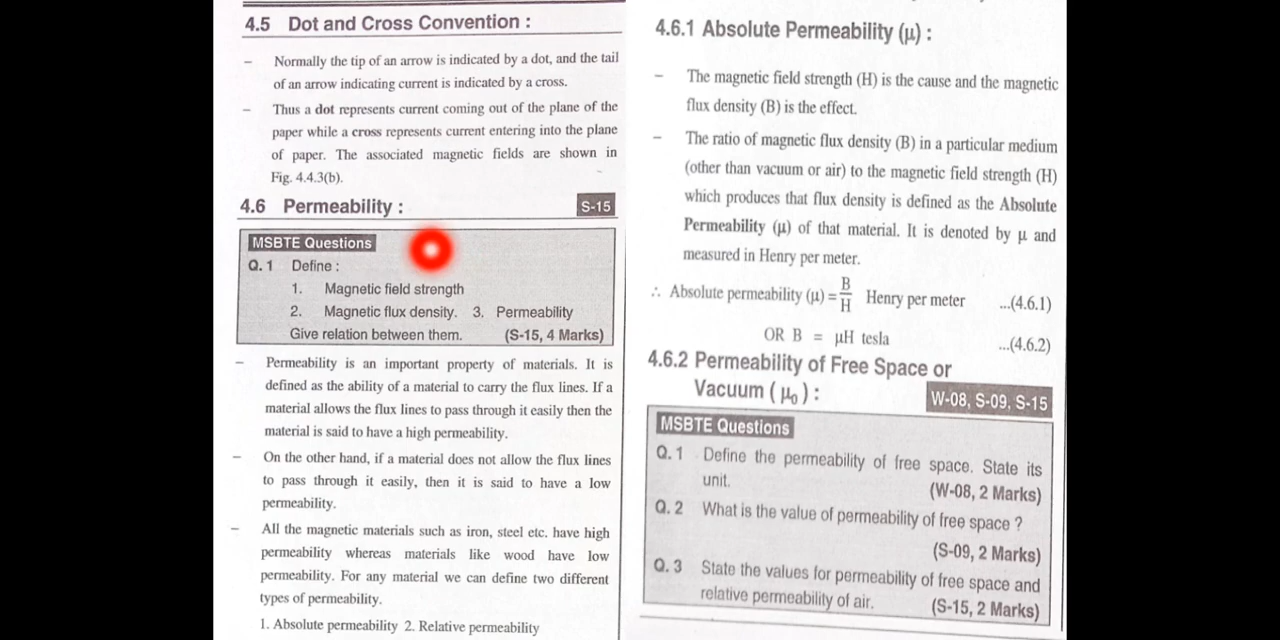 4.5 Dot and Cross Convention :
– Normally the tip of an arrow is indicated by a dot, and the tail
of an arrow indicating current is indicated by a cross.
– Thus a dot represents current coming out of the plane of the
paper while a cross represents current entering into the plane
of paper. The associated magnetic fields are shown in
Fig. 4.4.3(b).
4.6 Permeability : S-15
MSBTE Questions
Q. 1 Define :
1. Magnetic field strength
2. Magnetic flux density. 3. Permeability
Give relation between them. (S-15, 4 Marks)
– Permeability is an important property of materials. It is
defined as the ability of a material to carry the flux lines. If a
material allows the flux lines to pass through it easily then the
material is said to have a high permeability.
– On the other hand, if a material does not allow the flux lines
to pass through it easily, then it is said to have a low
permeability.
– All the magnetic materials such as iron, steel etc. have high
permeability whereas materials like wood have low
permeability. For any material we can define two different
types of permeability.
1. Absolute permeability 2. Relative permeability
4.6.1 Absolute Permeability (μ) :
– The magnetic field strength (H) is the cause and the magnetic
flux density (B) is the effect.
– The ratio of magnetic flux density (B) in a particular medium
(other than vacuum or air) to the magnetic field strength (H)
which produces that flux density is defined as the Absolute
Permeability (μ) of that material. It is denoted by μ and
measured in Henry per meter.
∴ Absolute permeability (μ) = B/H Henry per meter ...(4.6.1)
OR B = μH tesla ...(4.6.2)
4.6.2 Permeability of Free Space or
Vacuum ( μ₀ ) : W-08, S-09, S-15
MSBTE Questions
Q. 1 Define the permeability of free space. State its
unit. (W-08, 2 Marks)
Q. 2 What is the value of permeability of free space ?
(S-09, 2 Marks)
Q. 3 State the values for permeability of free space and
relative permeability of air. (S-15, 2 Marks)